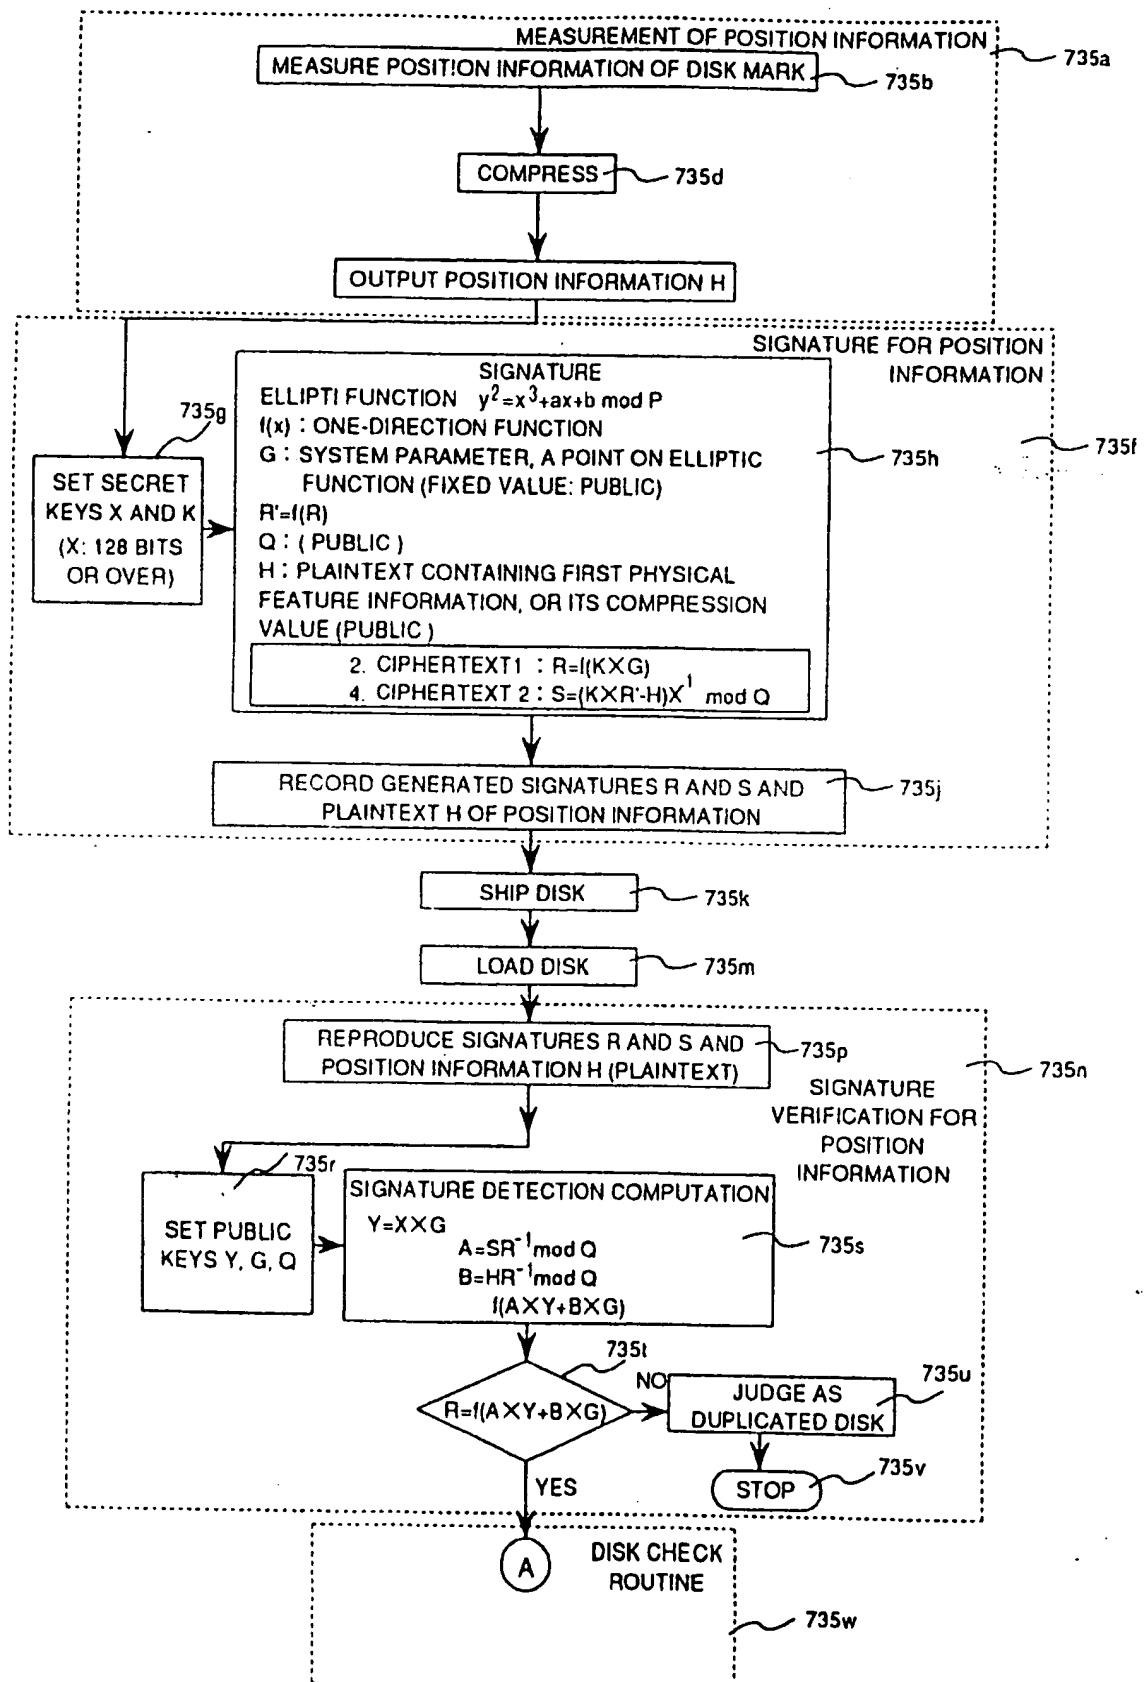 MEASUREMENT OF POSITION INFORMATION
735a
MEASURE POSITION INFORMATION OF DISK MARK
735b
COMPRESS
735d
OUTPUT POSITION INFORMATION H
SIGNATURE FOR POSITION
INFORMATION
735f
735g
SET SECRET
KEYS X AND K
(X: 128 BITS
OR OVER)
SIGNATURE
ELLIPTI FUNCTION y²=x³+ax+b mod P
f(x) : ONE-DIRECTION FUNCTION
G : SYSTEM PARAMETER, A POINT ON ELLIPTIC
FUNCTION (FIXED VALUE: PUBLIC)
R'=f(R)
Q : ( PUBLIC )
H : PLAINTEXT CONTAINING FIRST PHYSICAL
FEATURE INFORMATION, OR ITS COMPRESSION
VALUE (PUBLIC )
2. CIPHERTEXT1 : R=f(K×G)
4. CIPHERTEXT 2 : S=(K×R'-H)X¹ mod Q
735h
RECORD GENERATED SIGNATURES R AND S AND
PLAINTEXT H OF POSITION INFORMATION
735j
SHIP DISK
735k
LOAD DISK
735m
REPRODUCE SIGNATURES R AND S AND
POSITION INFORMATION H (PLAINTEXT)
735p
735n
SIGNATURE
VERIFICATION FOR
POSITION
INFORMATION
735r
SET PUBLIC
KEYS Y, G, Q
SIGNATURE DETECTION COMPUTATION
Y=X×G
A=SR⁻¹ mod Q
B=HR⁻¹ mod Q
f(A×Y+B×G)
735s
735t
R=f(A×Y+B×G)
NO
JUDGE AS
DUPLICATED DISK
735u
STOP
735v
YES
A
DISK CHECK
ROUTINE
735w